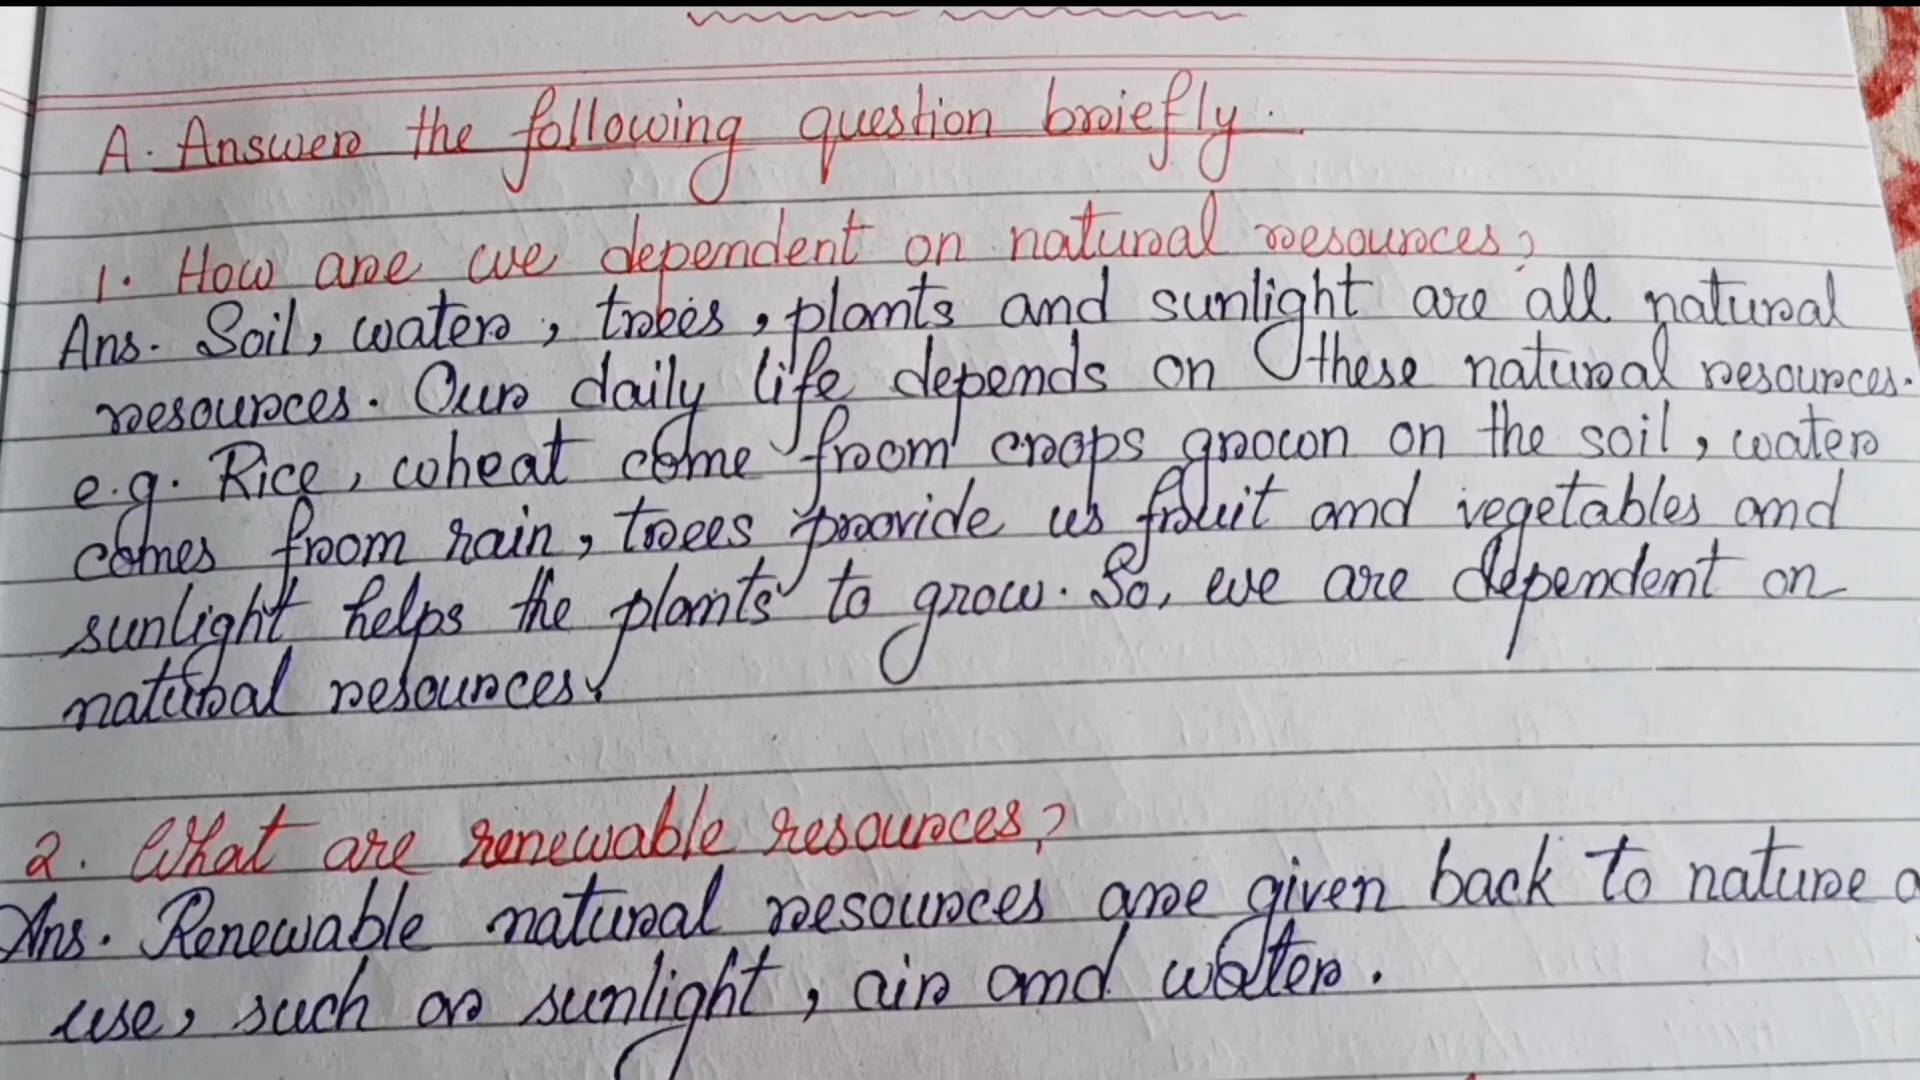 A. Answer the following question briefly.
1. How are we dependent on natural resources?
Ans. Soil, water, trees, plants and sunlight are all natural
resources. Our daily life depends on these natural resources.
e.g. Rice, wheat come from crops grown on the soil, water
comes from rain, trees provide us fruit and vegetables and
sunlight helps the plants to grow. So, we are dependent on
natural resources.
2. What are renewable resources?
Ans. Renewable natural resources are given back to nature
use, such as sunlight, air and water.